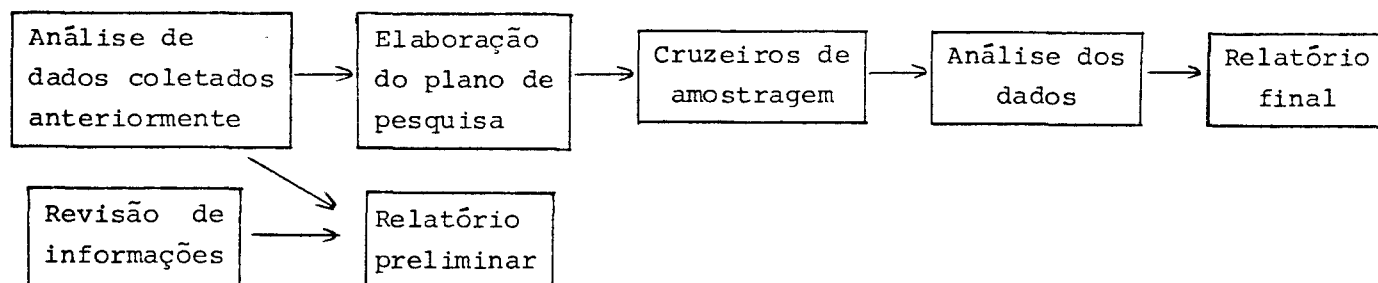 Análise de
dados coletados
anteriormente
Elaboração
do plano de
pesquisa
Cruzeiros de
amostragem
Análise dos
dados
Relatório
final
Revisão de
informações
Relatório
preliminar